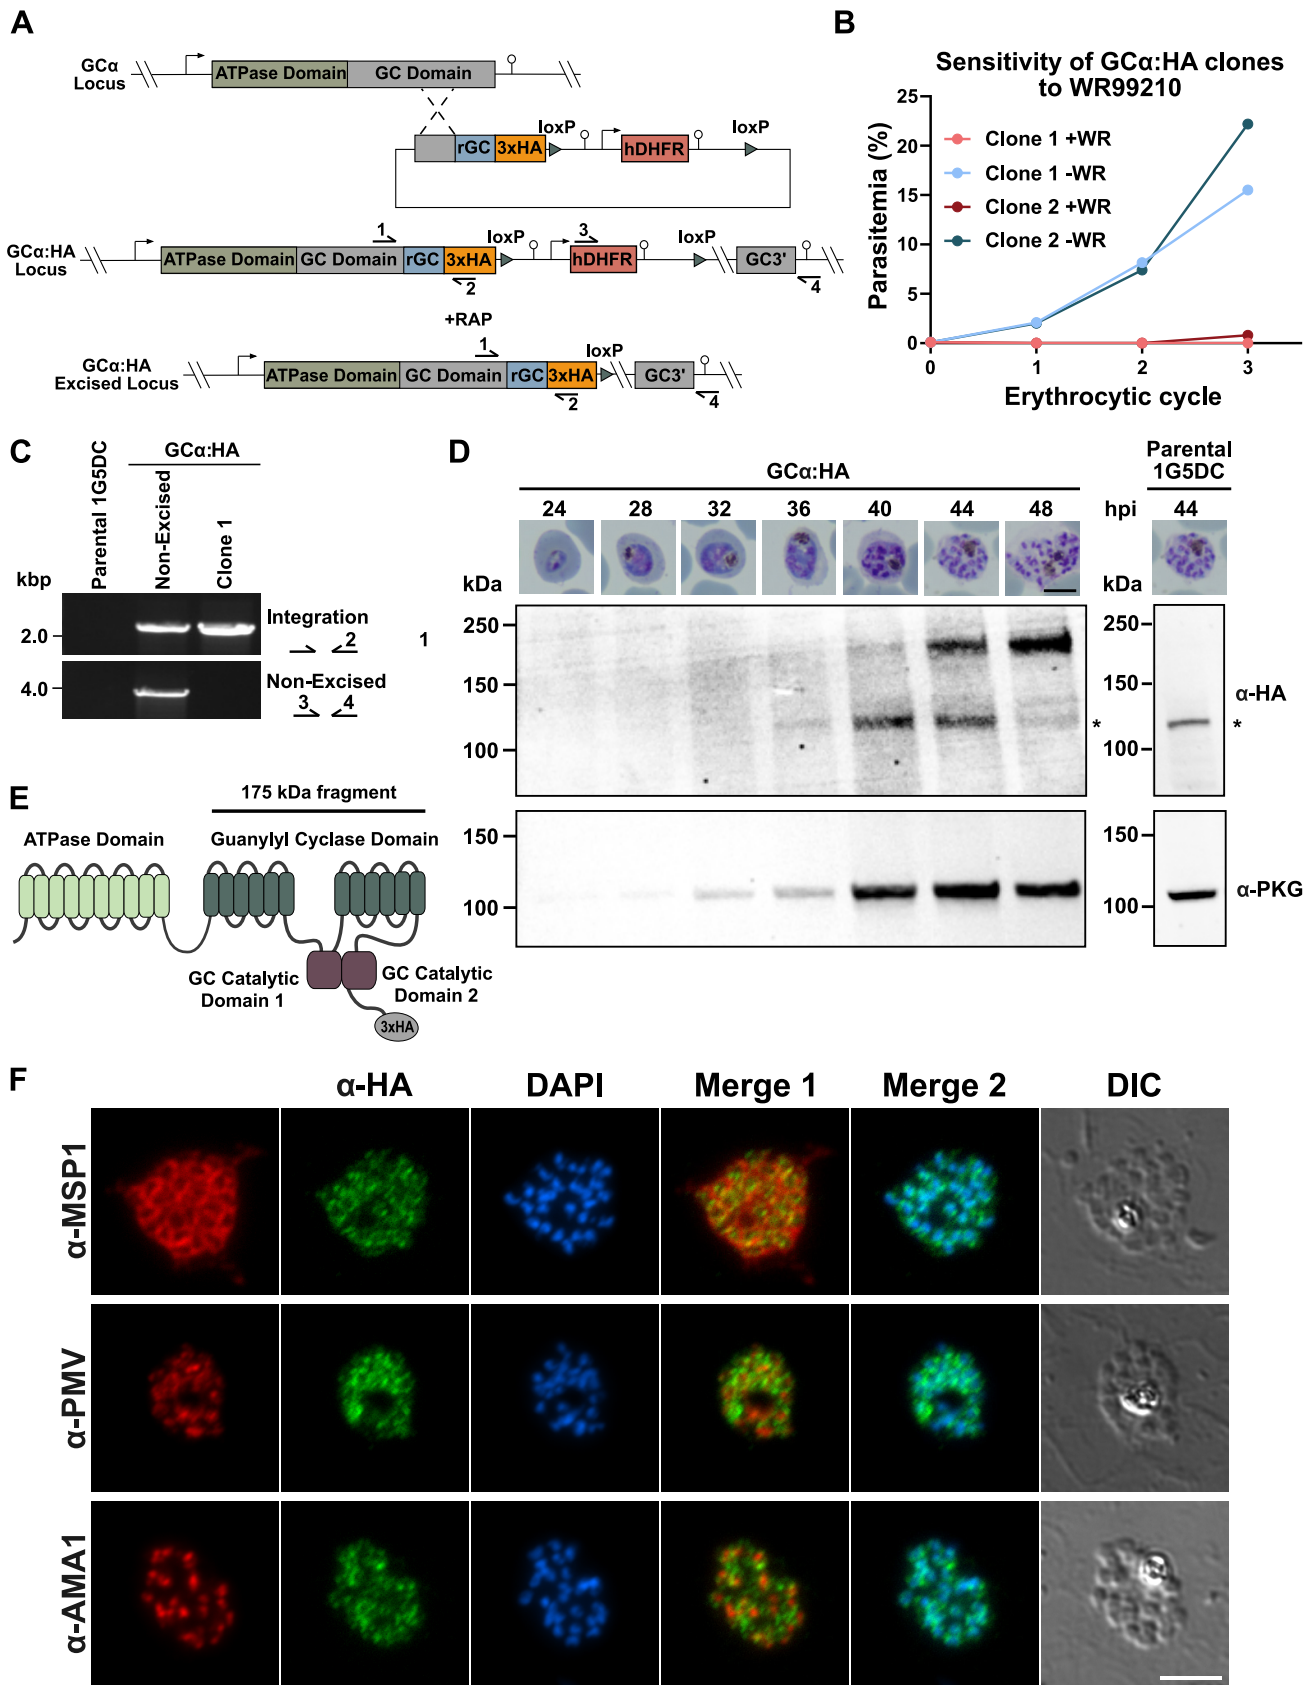 A
GCα
Locus
ATPase Domain
GC Domain
loxP
loxP
rGC
3xHA
hDHFR
GCα:HA
Locus
1
3
loxP
loxP
ATPase Domain
GC Domain
rGC
3xHA
hDHFR
GC3'
2
4
+RAP
GCα:HA
Excised Locus
1
loxP
ATPase Domain
GC Domain
rGC
3xHA
GC3'
2
4
B
Sensitivity of GCα:HA clones
to WR99210
Parasitemia (%)
25
20
15
10
5
0
Clone 1 +WR
Clone 1 -WR
Clone 2 +WR
Clone 2 -WR
0 1 2 3
Erythrocytic cycle
C
GCα:HA
Parental 1G5DC
Non-Excised
Clone 1
kbp
2.0
Integration
2
1
4.0
Non-Excised
3 4
D
GCα:HA
Parental
1G5DC
24 28 32 36 40 44 48 hpi 44
kDa
kDa
250
150
100
*
250
150
100
*
α-HA
150
100
150
100
α-PKG
E
175 kDa fragment
ATPase Domain
Guanylyl Cyclase Domain
GC Catalytic
Domain 1
GC Catalytic
Domain 2
3xHA
F
α-HA DAPI Merge 1 Merge 2 DIC
α-MSP1
α-PMV
α-AMA1